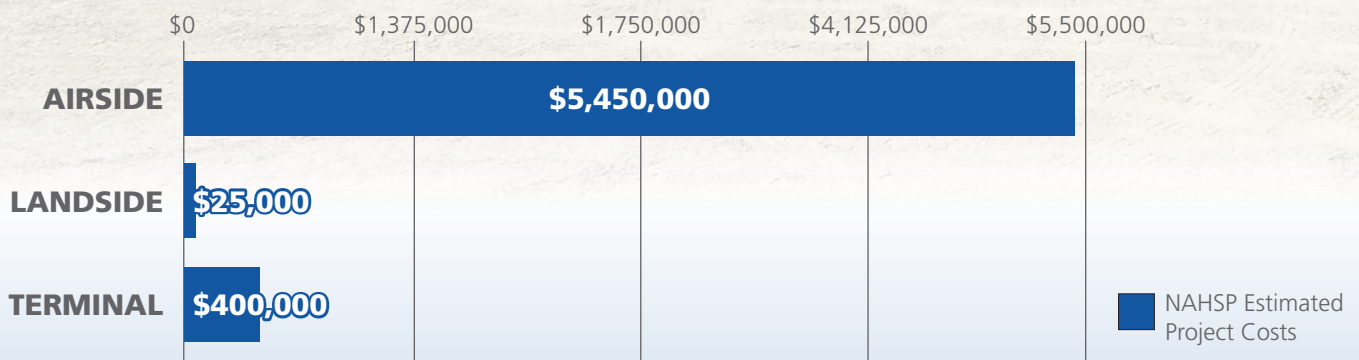 $0 $1,375,000 $1,750,000 $4,125,000 $5,500,000
AIRSIDE $5,450,000
LANDSIDE $25,000
TERMINAL $400,000
NAHSP Estimated
Project Costs